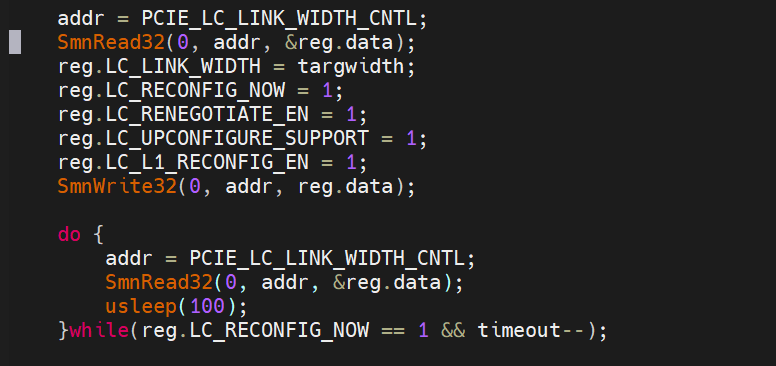 addr = PCIE_LC_LINK_WIDTH_CNTL;
SmnRead32(0, addr, &reg.data);
reg.LC_LINK_WIDTH = targwidth;
reg.LC_RECONFIG_NOW = 1;
reg.LC_RENEGOTIATE_EN = 1;
reg.LC_UPCONFIGURE_SUPPORT = 1;
reg.LC_L1_RECONFIG_EN = 1;
SmnWrite32(0, addr, reg.data);

do {
    addr = PCIE_LC_LINK_WIDTH_CNTL;
    SmnRead32(0, addr, &reg.data);
    usleep(100);
}while(reg.LC_RECONFIG_NOW == 1 && timeout--);